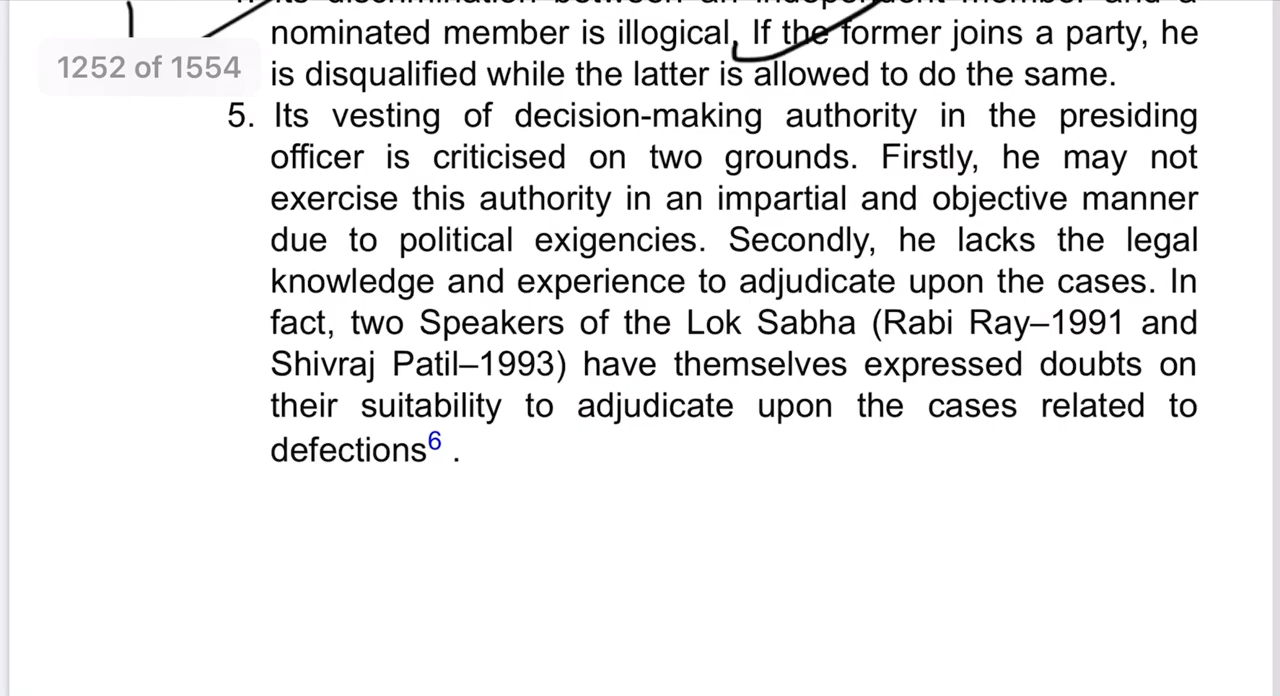 nominated member is illogical. If the former joins a party, he
1252 of 1554
is disqualified while the latter is allowed to do the same.
5. Its vesting of decision-making authority in the presiding
officer is criticised on two grounds. Firstly, he may not
exercise this authority in an impartial and objective manner
due to political exigencies. Secondly, he lacks the legal
knowledge and experience to adjudicate upon the cases. In
fact, two Speakers of the Lok Sabha (Rabi Ray–1991 and
Shivraj Patil–1993) have themselves expressed doubts on
their suitability to adjudicate upon the cases related to
defections6 .